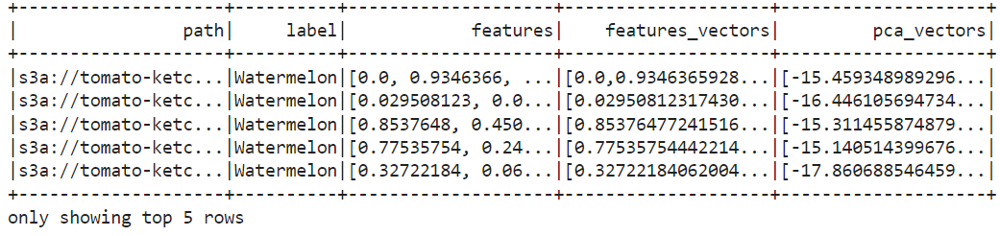 +--------------------+----------+--------------------+--------------------+--------------------+
|                path|     label|            features|    features_vectors|         pca_vectors|
+--------------------+----------+--------------------+--------------------+--------------------+
|s3a://tomato-ketc...|Watermelon|[0.0, 0.9346366, ...|[0.0,0.9346365928...|[-15.459348989296...|
|s3a://tomato-ketc...|Watermelon|[0.029508123, 0.0...|[0.02950812317430...|[-16.446105694734...|
|s3a://tomato-ketc...|Watermelon|[0.8537648, 0.450...|[0.85376477241516...|[-15.311455874879...|
|s3a://tomato-ketc...|Watermelon|[0.77535754, 0.24...|[0.77535754442214...|[-15.140514399676...|
|s3a://tomato-ketc...|Watermelon|[0.32722184, 0.06...|[0.32722184062004...|[-17.860688546459...|
+--------------------+----------+--------------------+--------------------+--------------------+
only showing top 5 rows